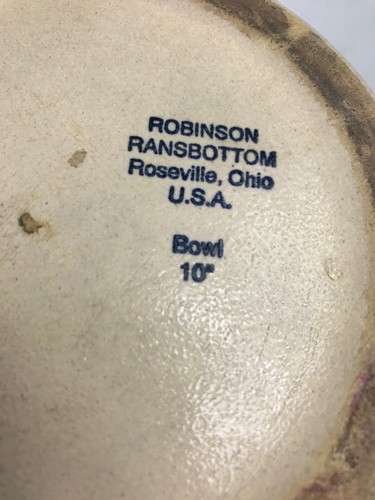 ROBINSON
RANSBOTTOM
Roseville, Ohio
U.S.A.
Bowl
10"